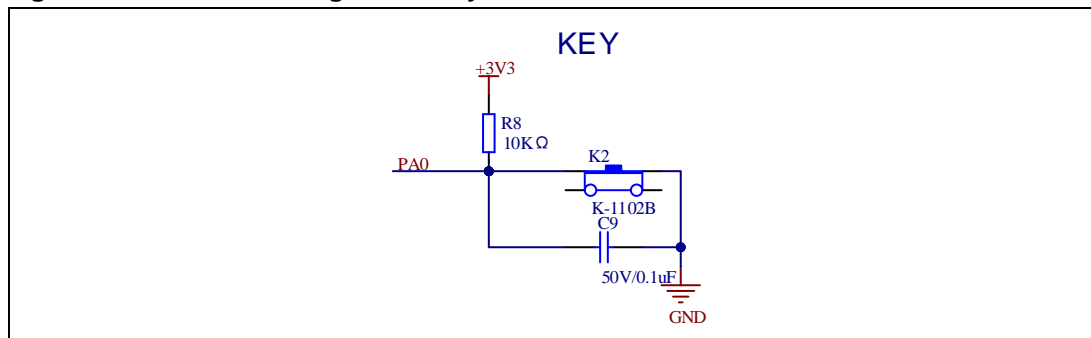 KEY
+3V3
R8
10KΩ
PA0
K2
K-1102B
C9
50V/0.1uF
GND